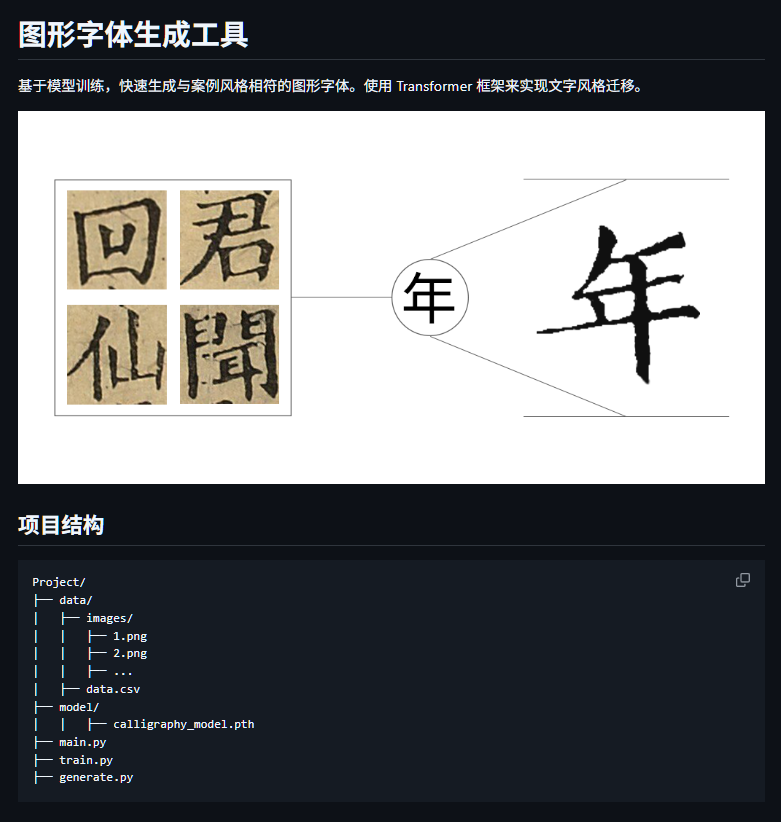 图形字体生成工具
基于模型训练，快速生成与案例风格相符的图形字体。使用 Transformer 框架来实现文字风格迁移。
回 君
仙 聞
年
年
项目结构
Project/
├── data/
│   ├── images/
│   │   ├── 1.png
│   │   ├── 2.png
│   │   ├── ...
│   ├── data.csv
├── model/
│   │   ├── calligraphy_model.pth
├── main.py
├── train.py
├── generate.py